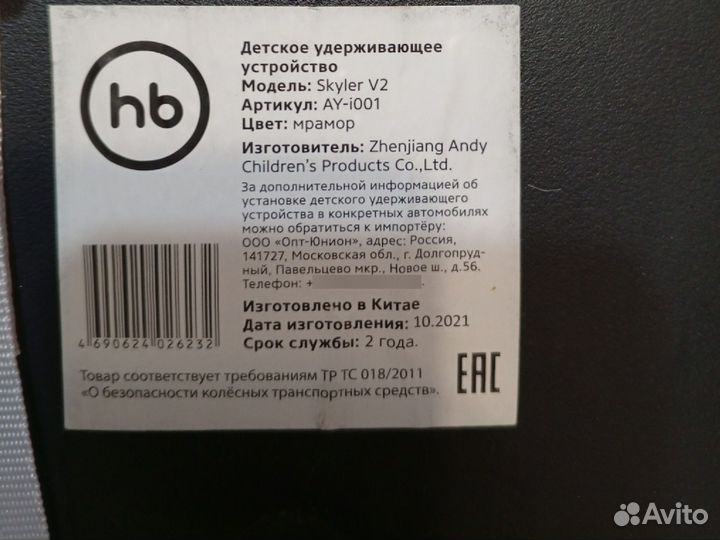 hb
Детское удерживающее
устройство
Модель: Skyler V2
Артикул: AY-i001
Цвет: мрамор
Изготовитель: Zhenjiang Andy
Children's Products Co.,Ltd.
За дополнительной информацией об
установке детского удерживающего
устройства в конкретных автомобилях
можно обратиться к импортёру:
ООО «Опт-Юнион», адрес: Россия,
141727, Московская обл., г. Долгопруд-
ный, Павельцево мкр., Новое ш., д.56.
Телефон: +
Изготовлено в Китае
Дата изготовления: 10.2021
Срок службы: 2 года.
4 690624 026232
Товар соответствует требованиям ТР ТС 018/2011
«О безопасности колёсных транспортных средств».
EAC
Avito